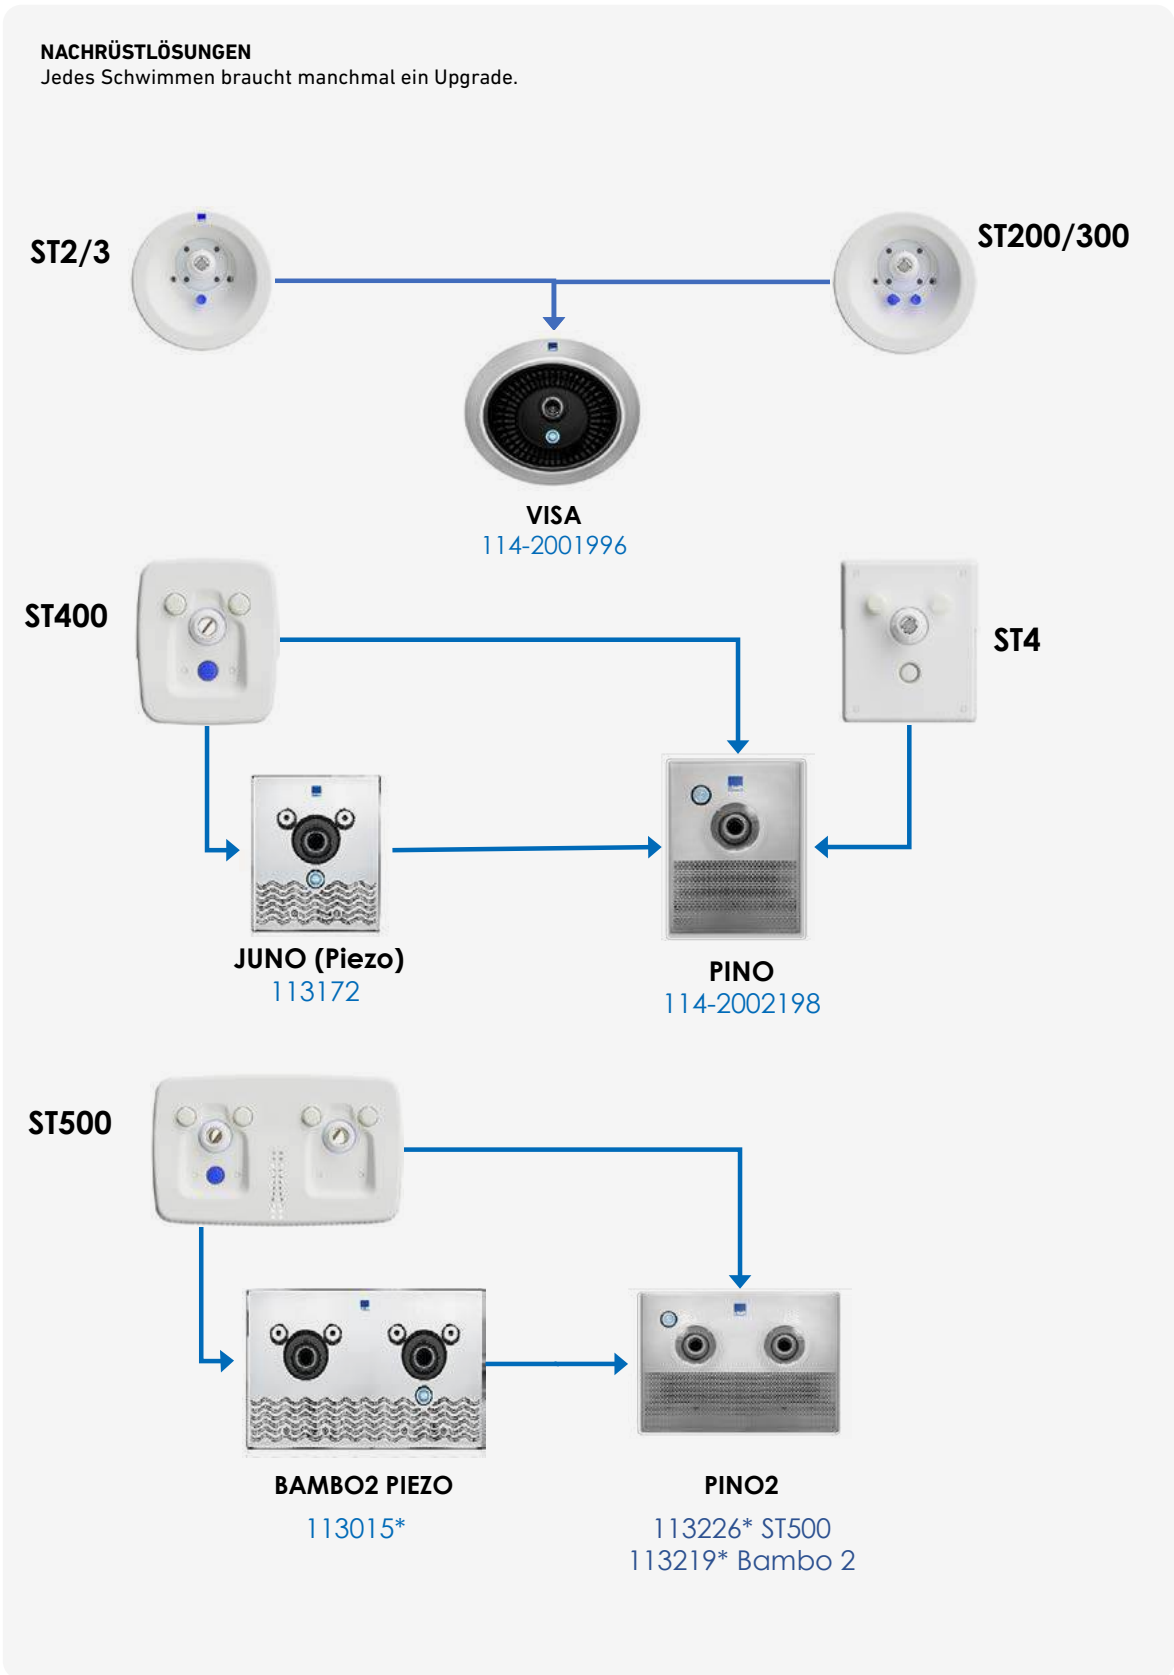 NACHRÜSTLÖSUNGEN
Jedes Schwimmen braucht manchmal ein Upgrade.
ST2/3
ST200/300
VISA
114-2001996
ST400
ST4
JUNO (Piezo)
113172
PINO
114-2002198
ST500
BAMBO2 PIEZO
113015*
PINO2
113226* ST500
113219* Bambo 2